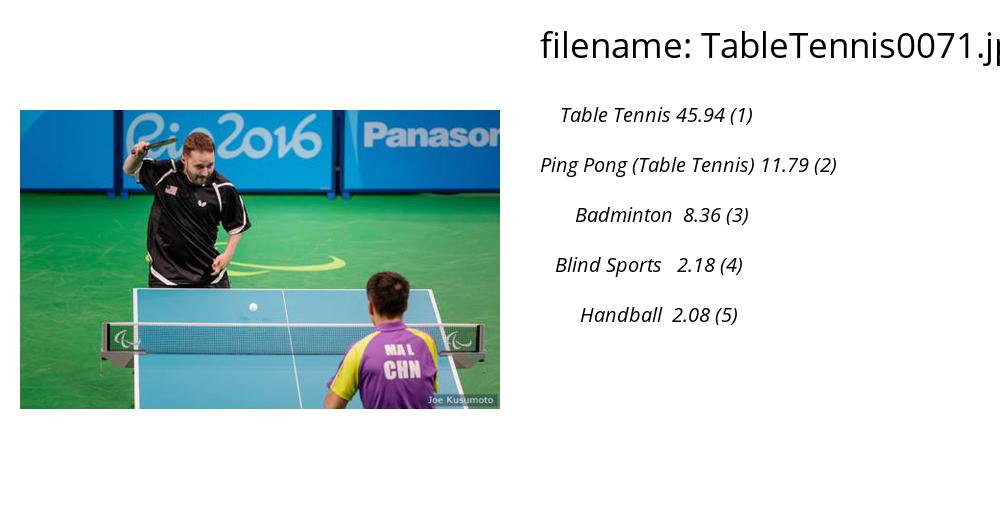 filename: TableTennis0071.jp
Table Tennis 45.94 (1)
Ping Pong (Table Tennis) 11.79 (2)
Badminton 8.36 (3)
Blind Sports 2.18 (4)
Handball 2.08 (5)
Rio2016
Panason
MA L
CHN
Joe Kusumoto